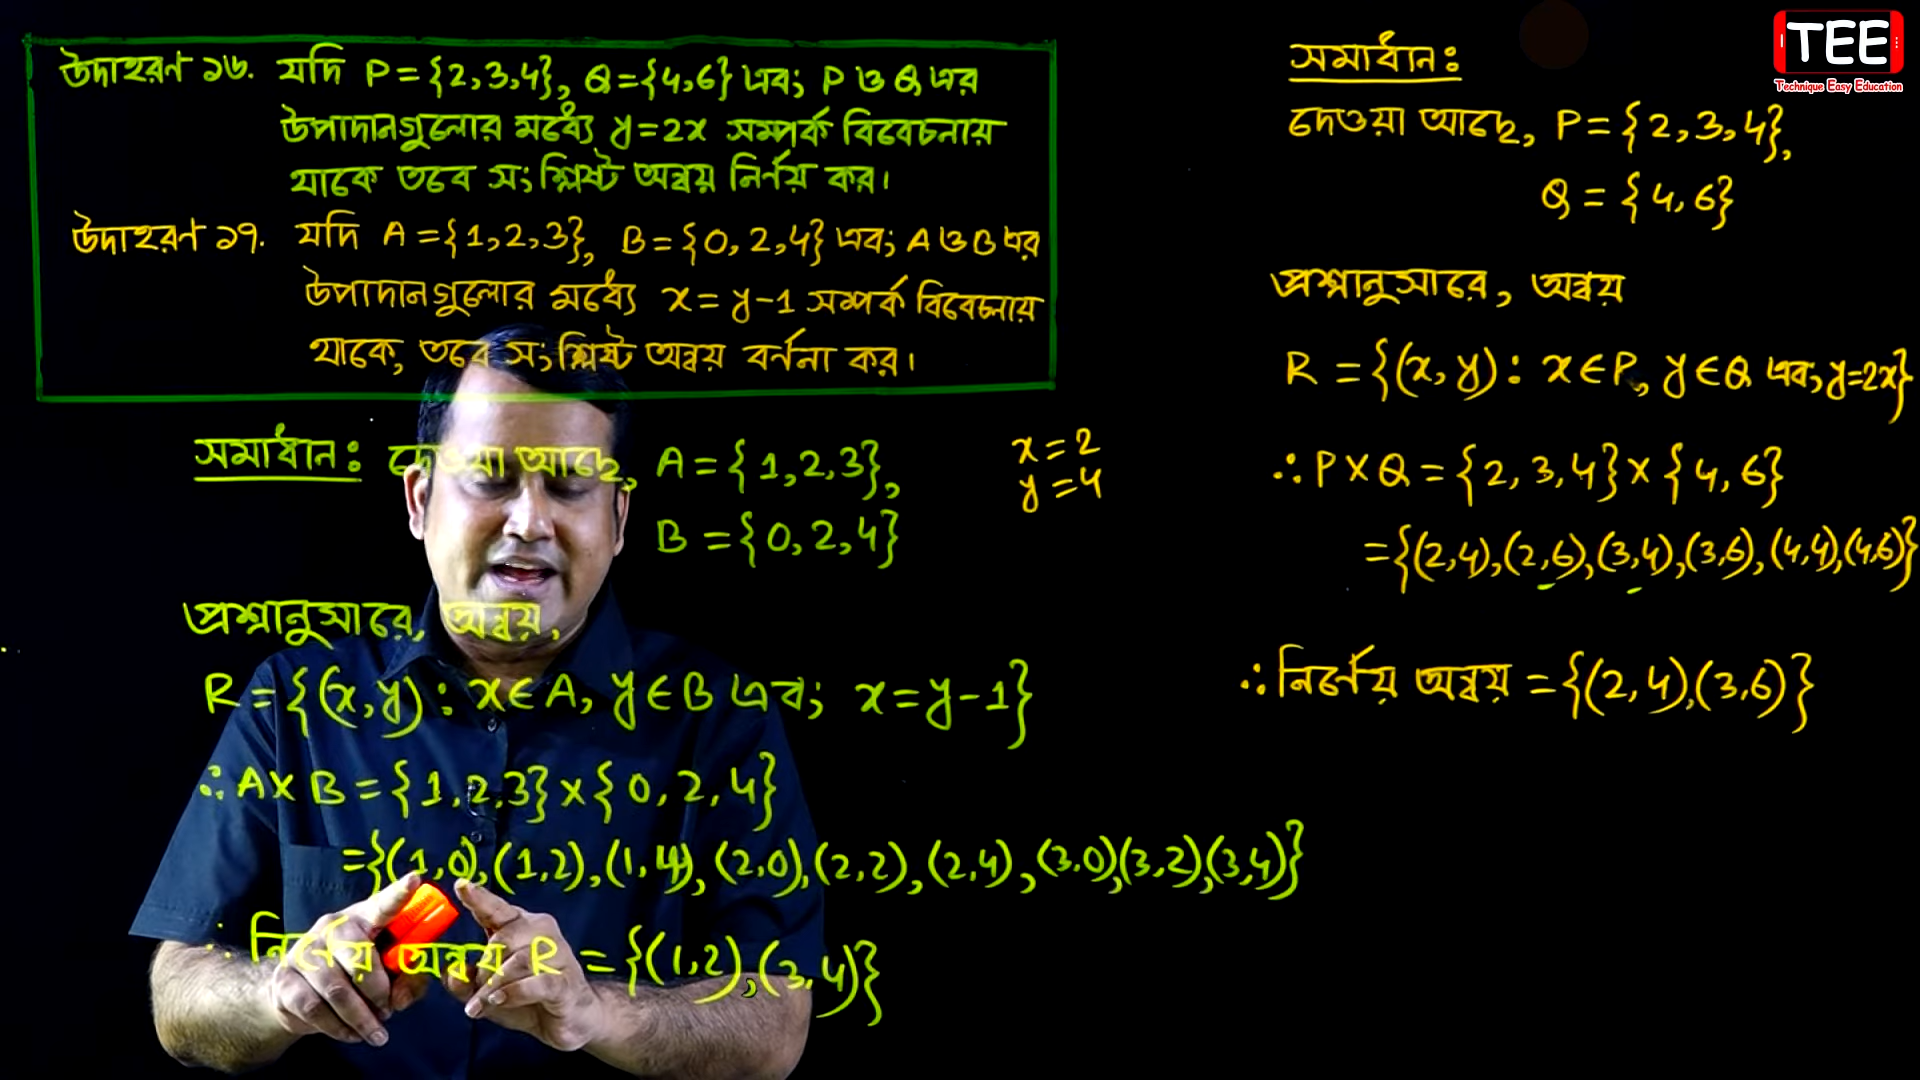 উদাহরণ ১৬. যদি P = {2,3,4}, Q = {4,6} এবং P ও Q এর
উপাদানগুলোর মধ্যে y=2x সম্পর্ক বিবেচনায়
থাকে তবে সংশ্লিষ্ট অন্বয় নির্ণয় কর।
উদাহরণ ১৭. যদি A = {1,2,3}, B = {0,2,4} এবং A ও B এর
উপাদানগুলোর মধ্যে x = y-1 সম্পর্ক বিবেচনায়
থাকে, তবে সংশ্লিষ্ট অন্বয় বর্ণনা কর।
সমাধান: দেওয়া আছে, A = {1,2,3},
B = {0,2,4}
প্রশ্নানুসারে, অন্বয়,
R = {(x,y): x∈A, y∈B এবং x=y-1}
∴ A×B = {1,2,3}×{0,2,4}
={(1,0),(1,2),(1,4),(2,0),(2,2),(2,4),(3,0),(3,2),(3,4)}
∴ নির্ণেয় অন্বয় R = {(1,2),(3,4)}
x=2
y=4
সমাধান:
দেওয়া আছে, P = {2,3,4},
Q = {4,6}
প্রশ্নানুসারে, অন্বয়
R = {(x,y): x∈P, y∈Q এবং y=2x}
∴ P×Q = {2,3,4}×{4,6}
={(2,4),(2,6),(3,4),(3,6),(4,4),(4,6)}
∴ নির্ণেয় অন্বয় = {(2,4),(3,6)}
TEE
Technique Easy Education